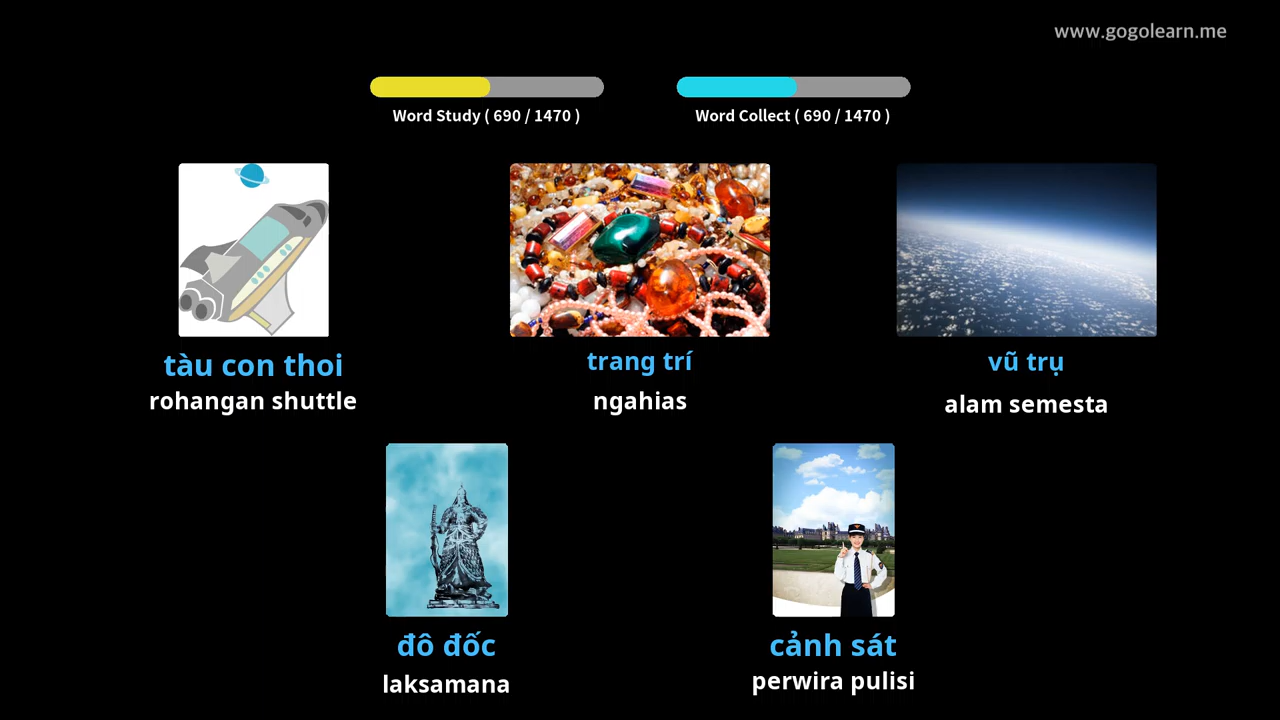 www.gogolearn.me
Word Study ( 690 / 1470 )
Word Collect ( 690 / 1470 )
tàu con thoi
rohangan shuttle
trang trí
ngahias
vũ trụ
alam semesta
đô đốc
laksamana
cảnh sát
perwira pulisi